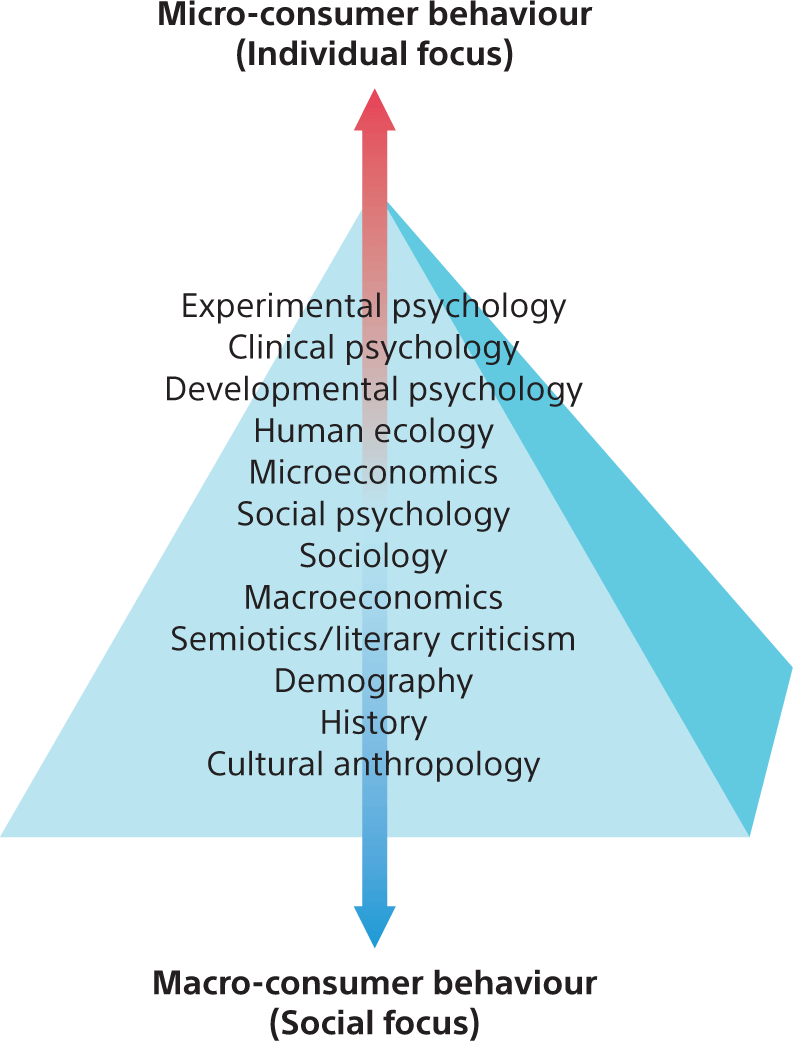 Micro-consumer behaviour
(Individual focus)
Experimental psychology
Clinical psychology
Developmental psychology
Human ecology
Microeconomics
Social psychology
Sociology
Macroeconomics
Semiotics/literary criticism
Demography
History
Cultural anthropology
Macro-consumer behaviour
(Social focus)